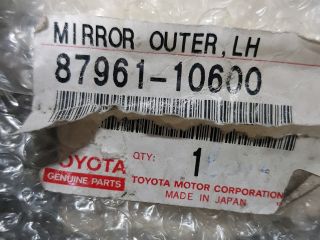 MIRROR OUTER, LH
87961-10600
TOYOTA
GENUINE PARTS
QTY: 1
TOYOTA MOTOR CORPORATION
MADE IN JAPAN